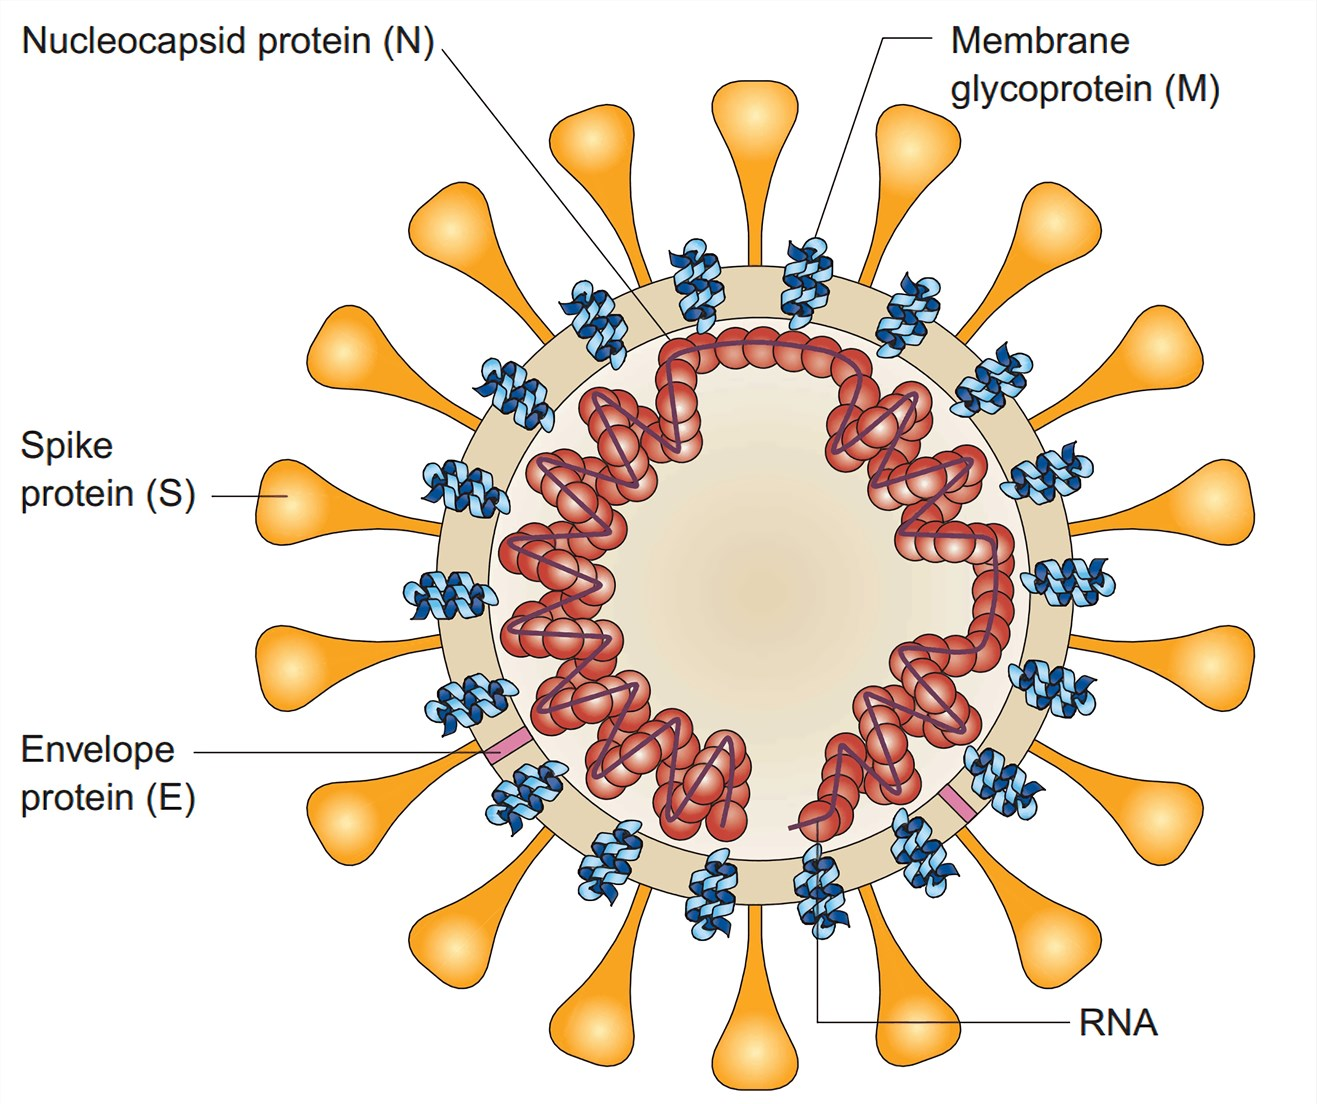 Nucleocapsid protein (N)
Membrane
glycoprotein (M)
Spike
protein (S)
Envelope
protein (E)
RNA